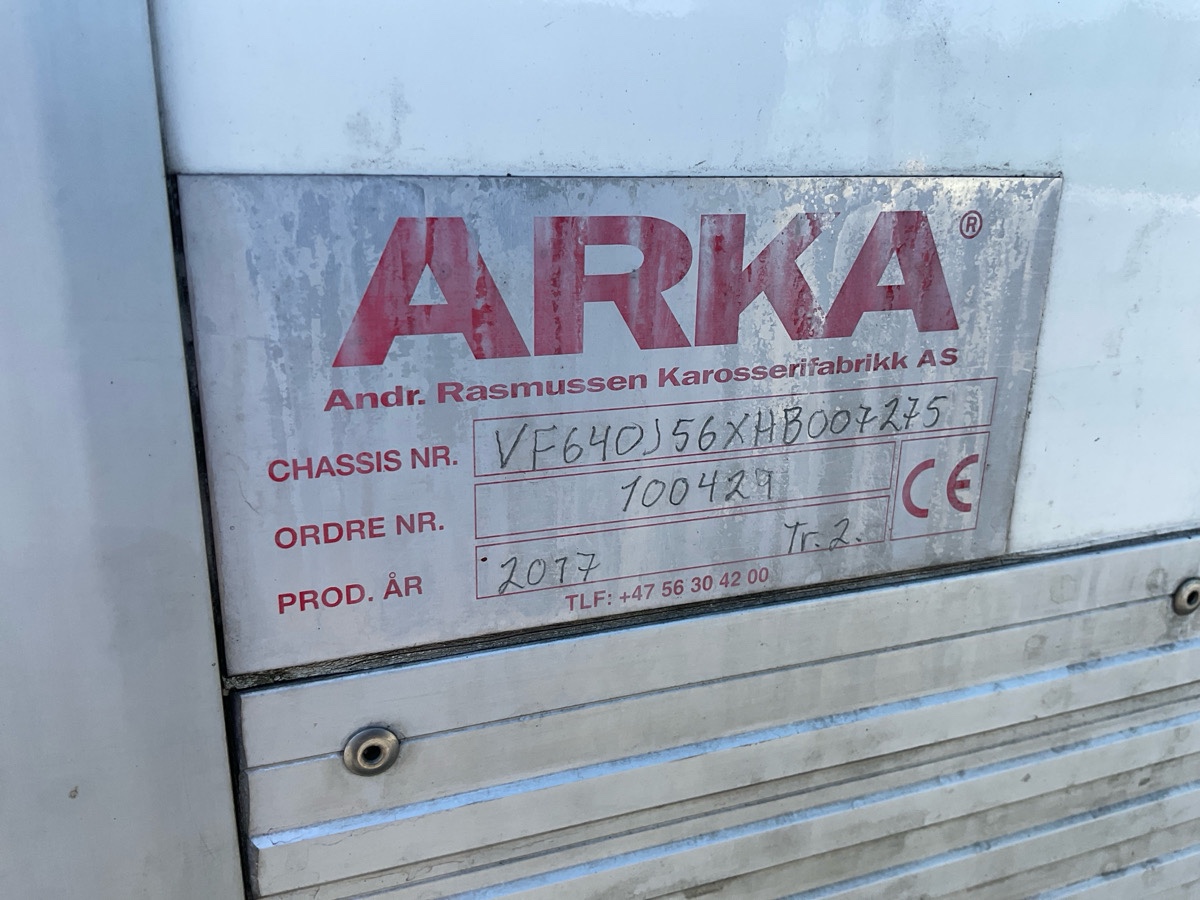 ARKA®
Andr. Rasmussen Karosserifabrikk AS
CHASSIS NR. VF640J56XHB007275
ORDRE NR. 100429 CE
PROD. ÅR 2017 Tr. 2.
TLF: +47 56 30 42 00